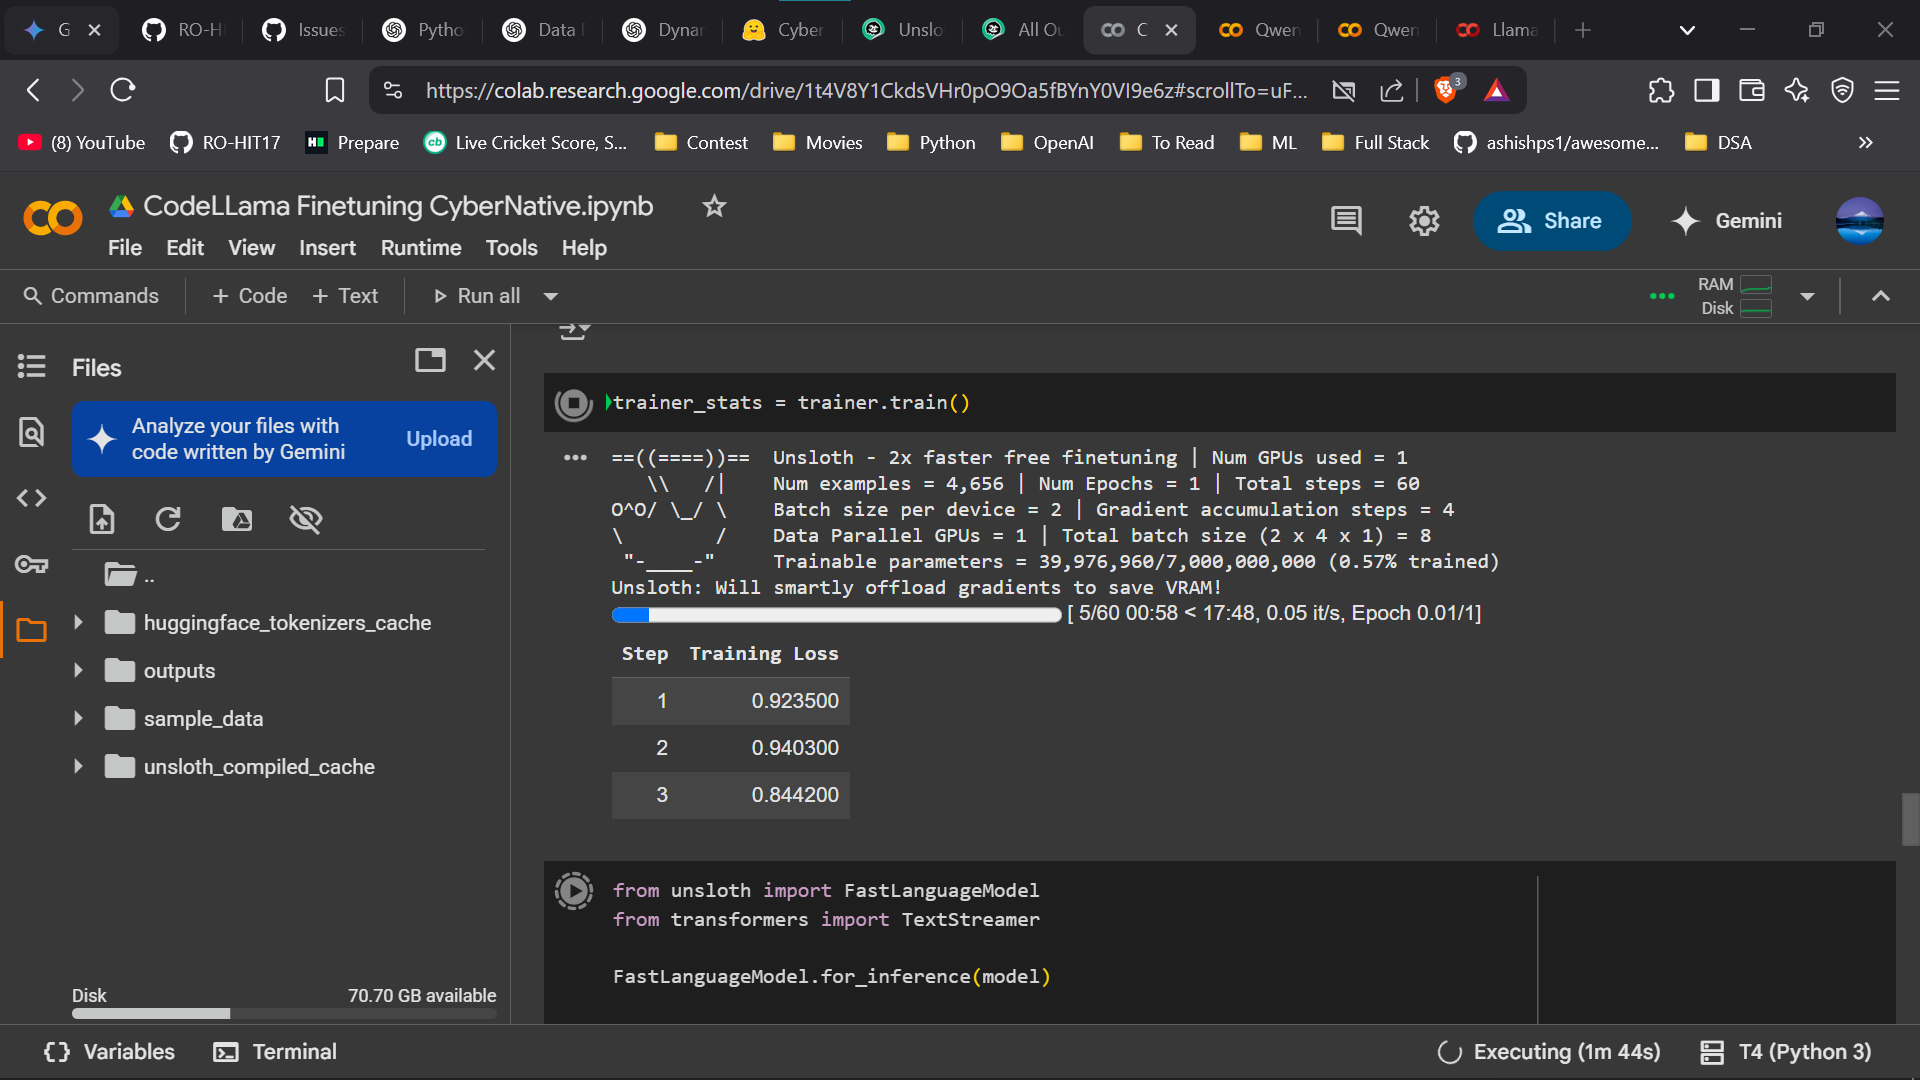 G
RO-H
Issues
Pytho
Data
Dynar
Cyber
Unslo
All Ou
C
Qwen
Qwen
Llama
https://colab.research.google.com/drive/1t4V8Y1CkdsVHr0pO9Oa5fBYnY0VI9e6z#scrollTo=uF...
3
(8) YouTube
RO-HIT17
Prepare
Live Cricket Score, S...
Contest
Movies
Python
OpenAI
To Read
ML
Full Stack
ashishps1/awesome...
DSA
CodeLLama Finetuning CyberNative.ipynb
Share
Gemini
File Edit View Insert Runtime Tools Help
Commands
+ Code
+ Text
Run all
RAM
Disk
Files
Analyze your files with
code written by Gemini
Upload
..
huggingface_tokenizers_cache
outputs
sample_data
unsloth_compiled_cache
Disk
70.70 GB available
trainer_stats = trainer.train()
==((====))==  Unsloth - 2x faster free finetuning | Num GPUs used = 1
   \\   /|    Num examples = 4,656 | Num Epochs = 1 | Total steps = 60
O^O/ \_/ \    Batch size per device = 2 | Gradient accumulation steps = 4
\        /    Data Parallel GPUs = 1 | Total batch size (2 x 4 x 1) = 8
 "-____-"     Trainable parameters = 39,976,960/7,000,000,000 (0.57% trained)
Unsloth: Will smartly offload gradients to save VRAM!
[ 5/60 00:58 < 17:48, 0.05 it/s, Epoch 0.01/1]
Step Training Loss
1 0.923500
2 0.940300
3 0.844200
from unsloth import FastLanguageModel
from transformers import TextStreamer
FastLanguageModel.for_inference(model)
Variables
Terminal
Executing (1m 44s)
T4 (Python 3)